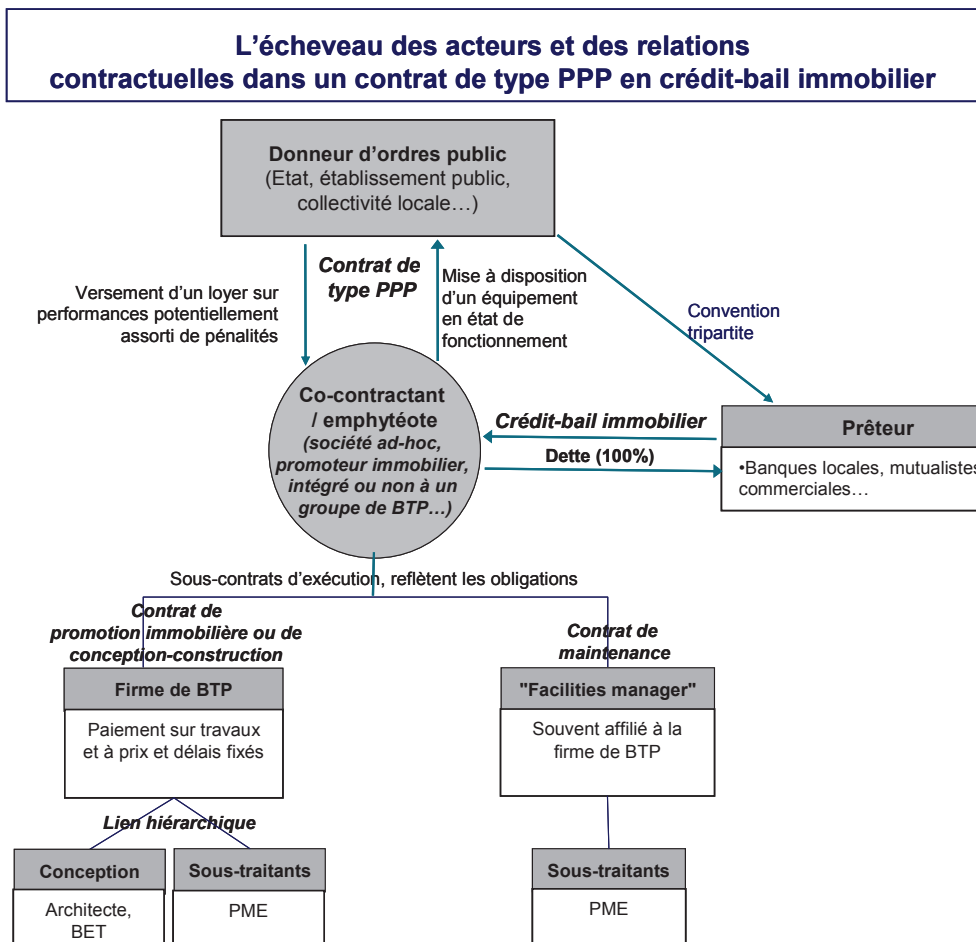 L'écheveau des acteurs et des relations
contractuelles dans un contrat de type PPP en crédit-bail immobilier
Donneur d'ordres public
(Etat, établissement public,
collectivité locale…)
Versement d'un loyer sur
performances potentiellement
assorti de pénalités
Contrat de
type PPP
Mise à disposition
d'un équipement
en état de
fonctionnement
Convention
tripartite
Co-contractant
/ emphytéote
(société ad-hoc,
promoteur immobilier,
intégré ou non à un
groupe de BTP…)
Crédit-bail immobilier
Dette (100%)
Prêteur
•Banques locales, mutualistes
commerciales…
Sous-contrats d'exécution, reflètent les obligations
Contrat de
promotion immobilière ou de
conception-construction
Contrat de
maintenance
Firme de BTP
Paiement sur travaux
et à prix et délais fixés
"Facilities manager"
Souvent affilié à la
firme de BTP
Lien hiérarchique
Conception
Architecte,
BET
Sous-traitants
PME
Sous-traitants
PME